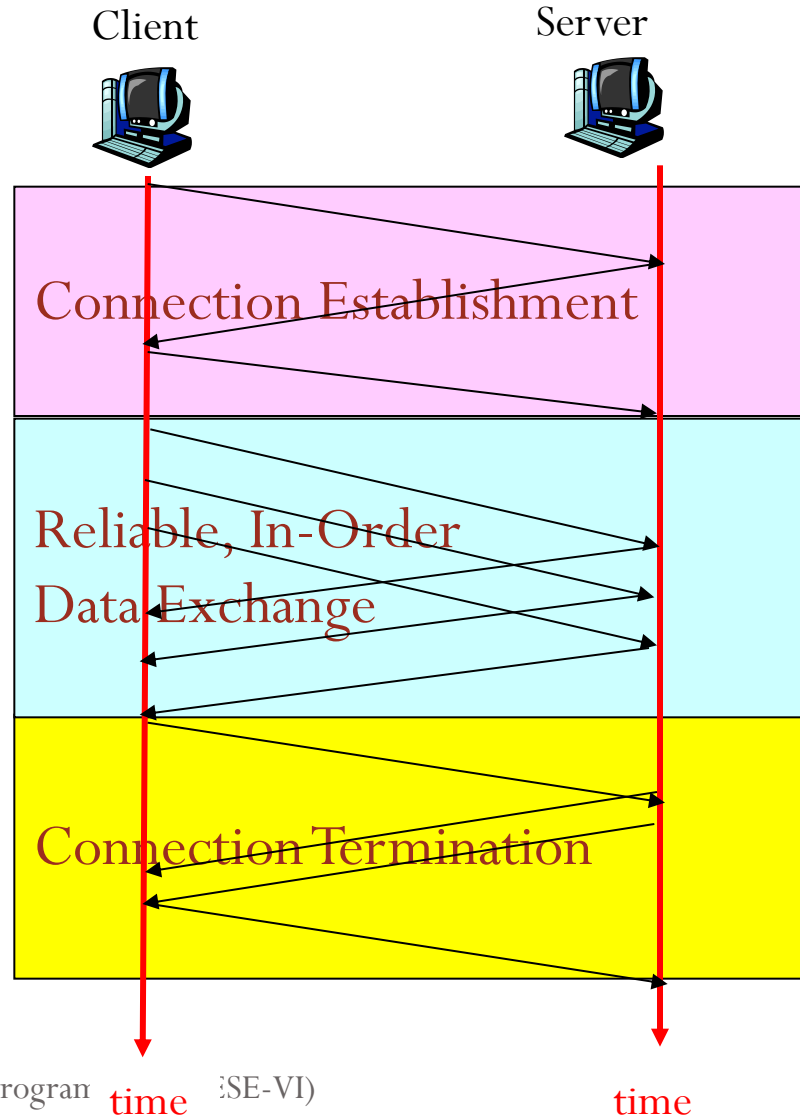 Client
Server
Connection Establishment
Reliable, In-Order
Data Exchange
Connection Termination
time
time